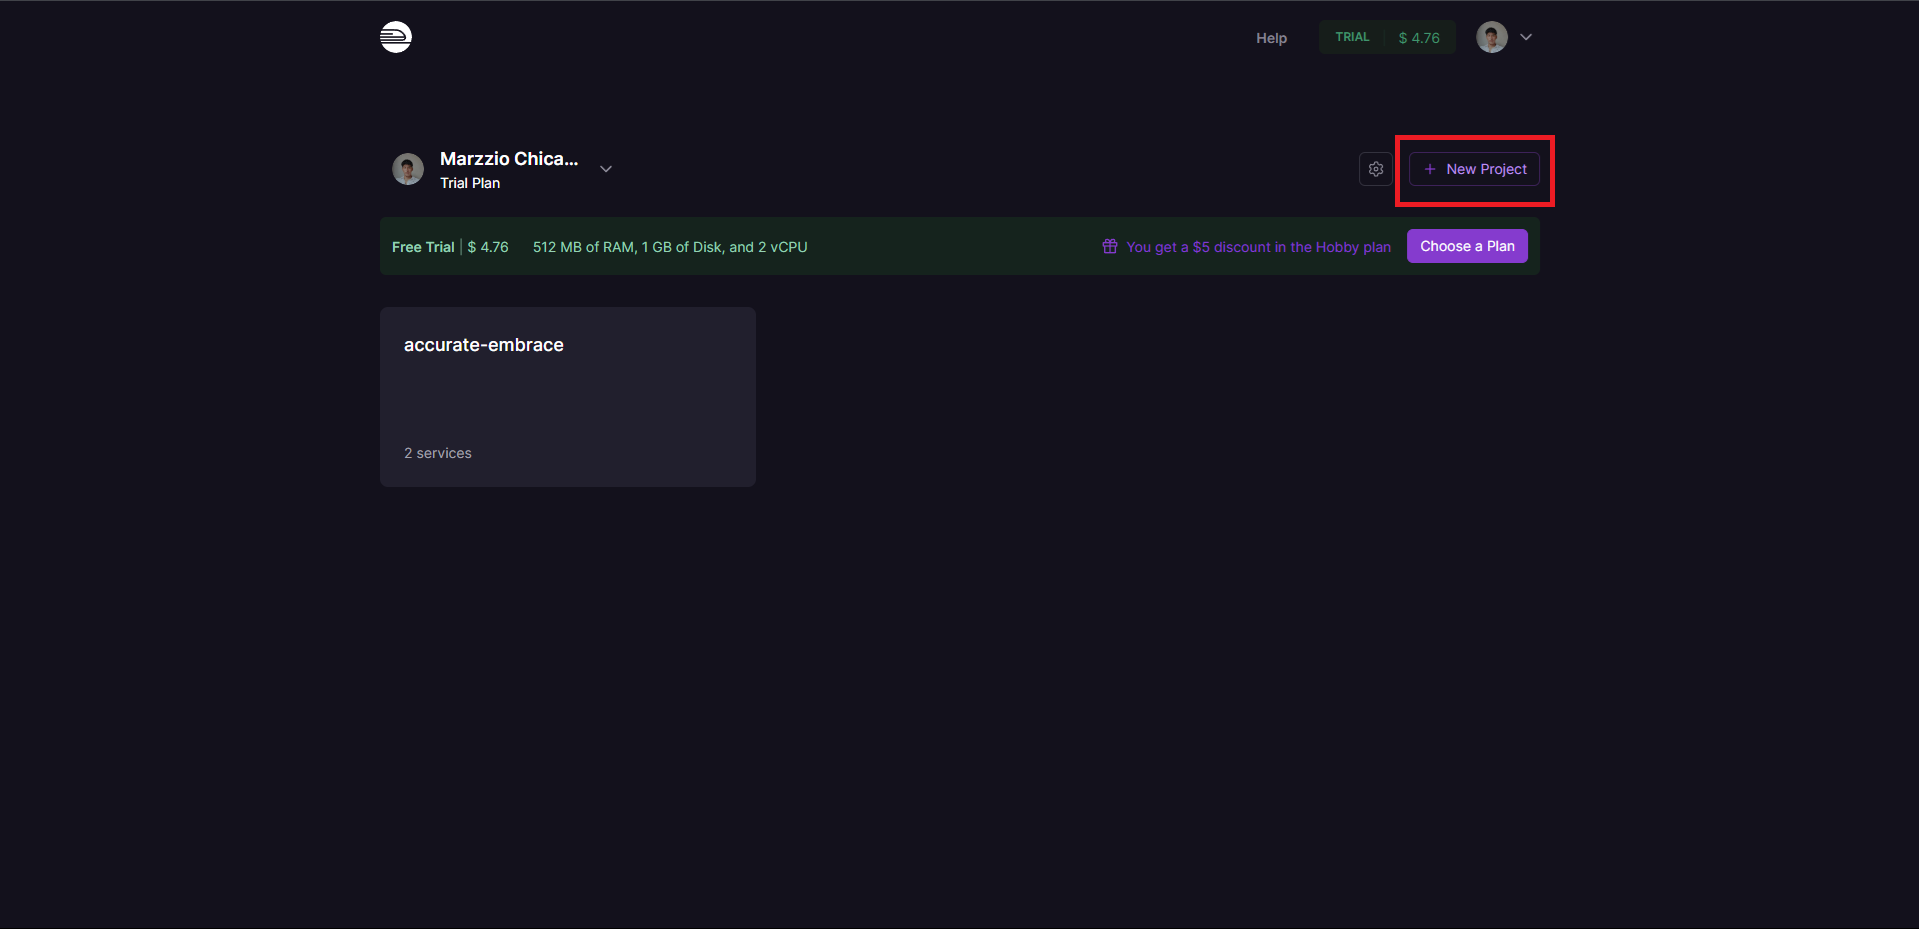 Help
TRIAL $ 4.76
Marzzio Chica...
Trial Plan
+ New Project
Free Trial | $ 4.76 512 MB of RAM, 1 GB of Disk, and 2 vCPU
You get a $5 discount in the Hobby plan
Choose a Plan
accurate-embrace
2 services